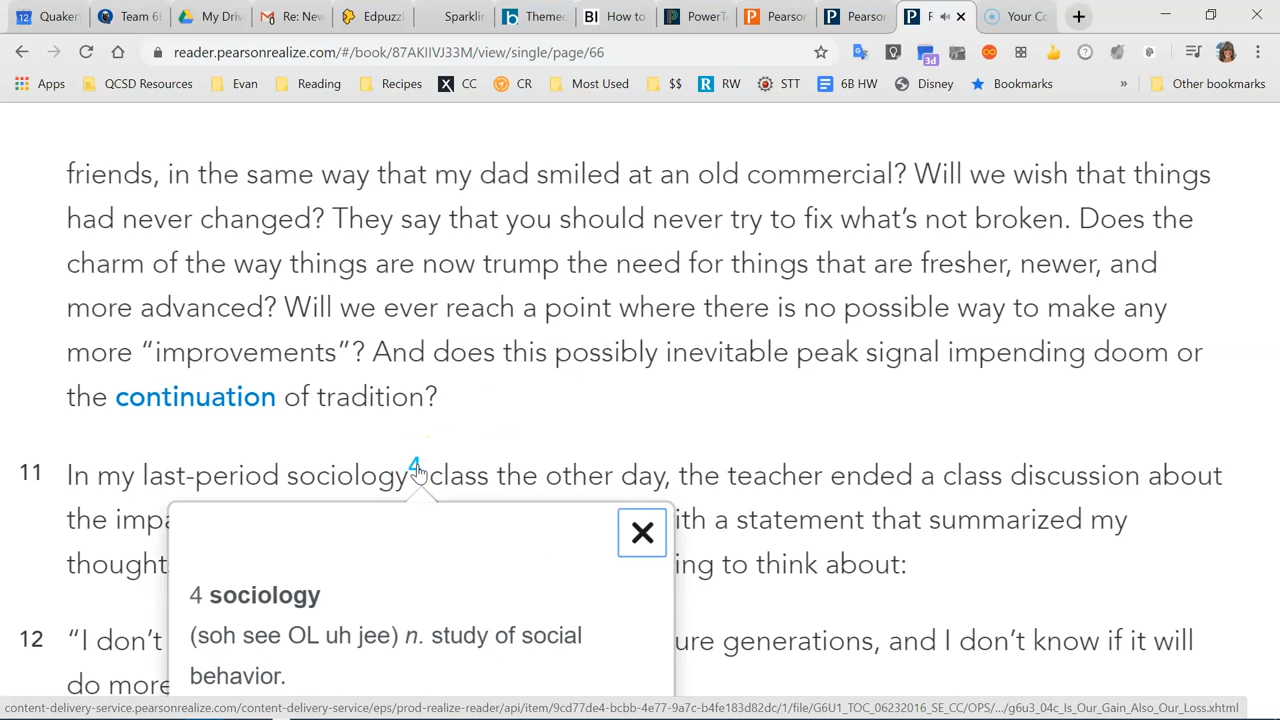 Quaken
Team 6
My Driv
Re: New
Edpuzzl
Sparklin
Themed
BI How to
PowerTo
Pearson
Pearson
Your Co
reader.pearsonrealize.com/#/book/87AKIIVJ33M/view/single/page/66
3d
Apps
QCSD Resources
Evan
Reading
Recipes
CC
CR
Most Used
$$
RW
STT
6B HW
Disney
Bookmarks
»
Other bookmarks
friends, in the same way that my dad smiled at an old commercial? Will we wish that things
had never changed? They say that you should never try to fix what’s not broken. Does the
charm of the way things are now trump the need for things that are fresher, newer, and
more advanced? Will we ever reach a point where there is no possible way to make any
more “improvements”? And does this possibly inevitable peak signal impending doom or
the continuation of tradition?
11 In my last-period sociology 4 class the other day, the teacher ended a class discussion about
the impa ith a statement that summarized my
thought ing to think about:
4 sociology
(soh see OL uh jee) n. study of social
behavior.
12 “I don’t ure generations, and I don’t know if it will
do more
content-delivery-service.pearsonrealize.com/content-delivery-service/eps/prod-realize-reader/api/item/9cd77de4-bcbb-4e77-9a7c-b4fe183d82dc/1/file/G6U1_TOC_06232016_SE_CC/OPS/.../g6u3_04c_Is_Our_Gain_Also_Our_Loss.xhtml